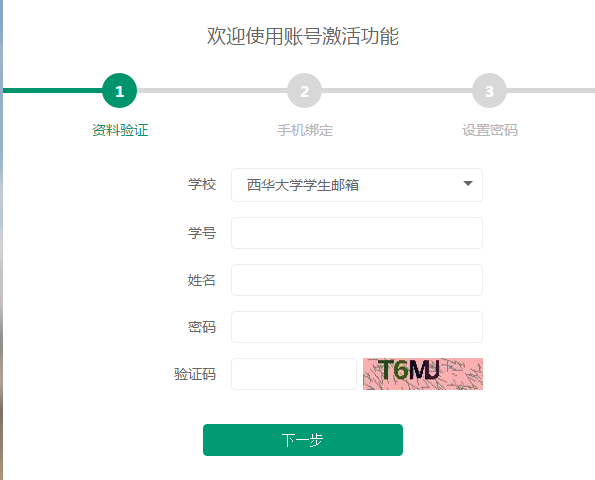 欢迎使用账号激活功能
1 2 3
资料验证 手机绑定 设置密码
学校 西华大学学生邮箱
学号
姓名
密码
验证码 T6MJ
下一步